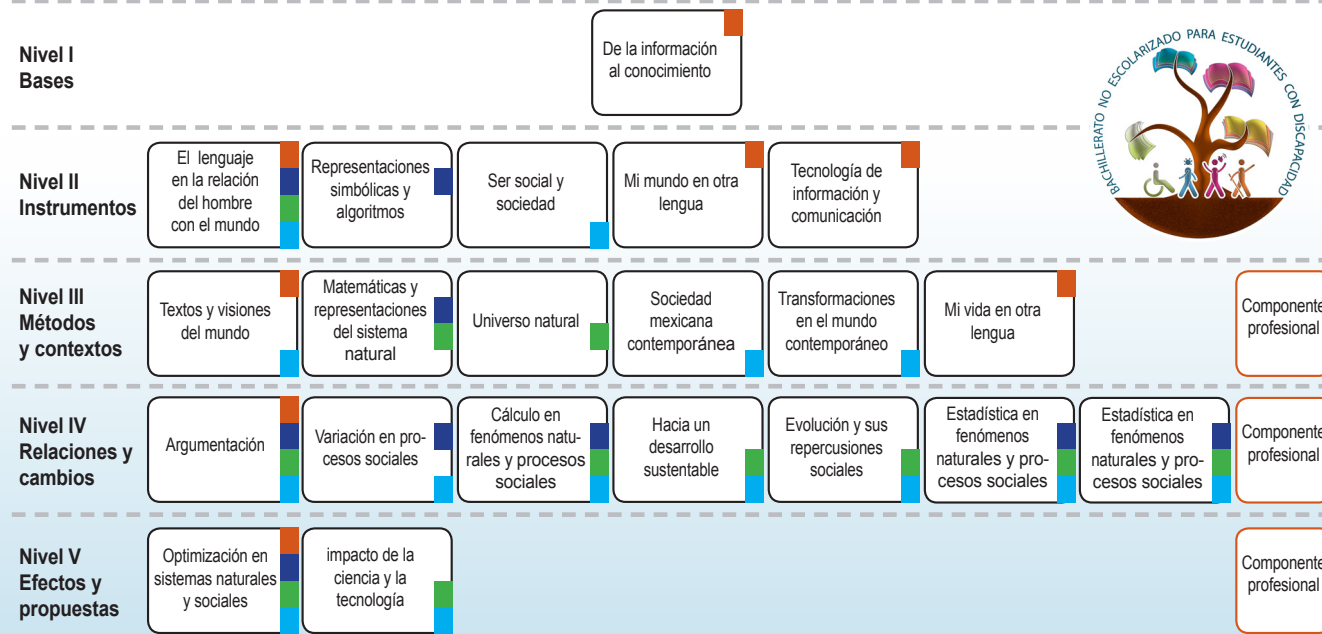 Nivel I
Bases
De la información
al conocimiento
BACHILLERATO NO ESCOLARIZADO PARA ESTUDIANTES CON DISCAPACIDAD
Nivel II
Instrumentos
El lenguaje
en la relación
del hombre
con el mundo
Representaciones
simbólicas y
algoritmos
Ser social y
sociedad
Mi mundo en otra
lengua
Tecnología de
información y
comunicación
Nivel III
Métodos
y contextos
Textos y visiones
del mundo
Matemáticas y
representaciones
del sistema
natural
Universo natural
Sociedad
mexicana
contemporánea
Transformaciones
en el mundo
contemporáneo
Mi vida en otra
lengua
Componente
profesional
Nivel IV
Relaciones y
cambios
Argumentación
Variación en pro-
cesos sociales
Cálculo en
fenómenos natu-
rales y procesos
sociales
Hacia un
desarrollo
sustentable
Evolución y sus
repercusiones
sociales
Estadística en
fenómenos
naturales y pro-
cesos sociales
Estadística en
fenómenos
naturales y pro-
cesos sociales
Componente
profesional
Nivel V
Efectos y
propuestas
Optimización en
sistemas naturales
y sociales
impacto de la
ciencia y la
tecnología
Componente
profesional